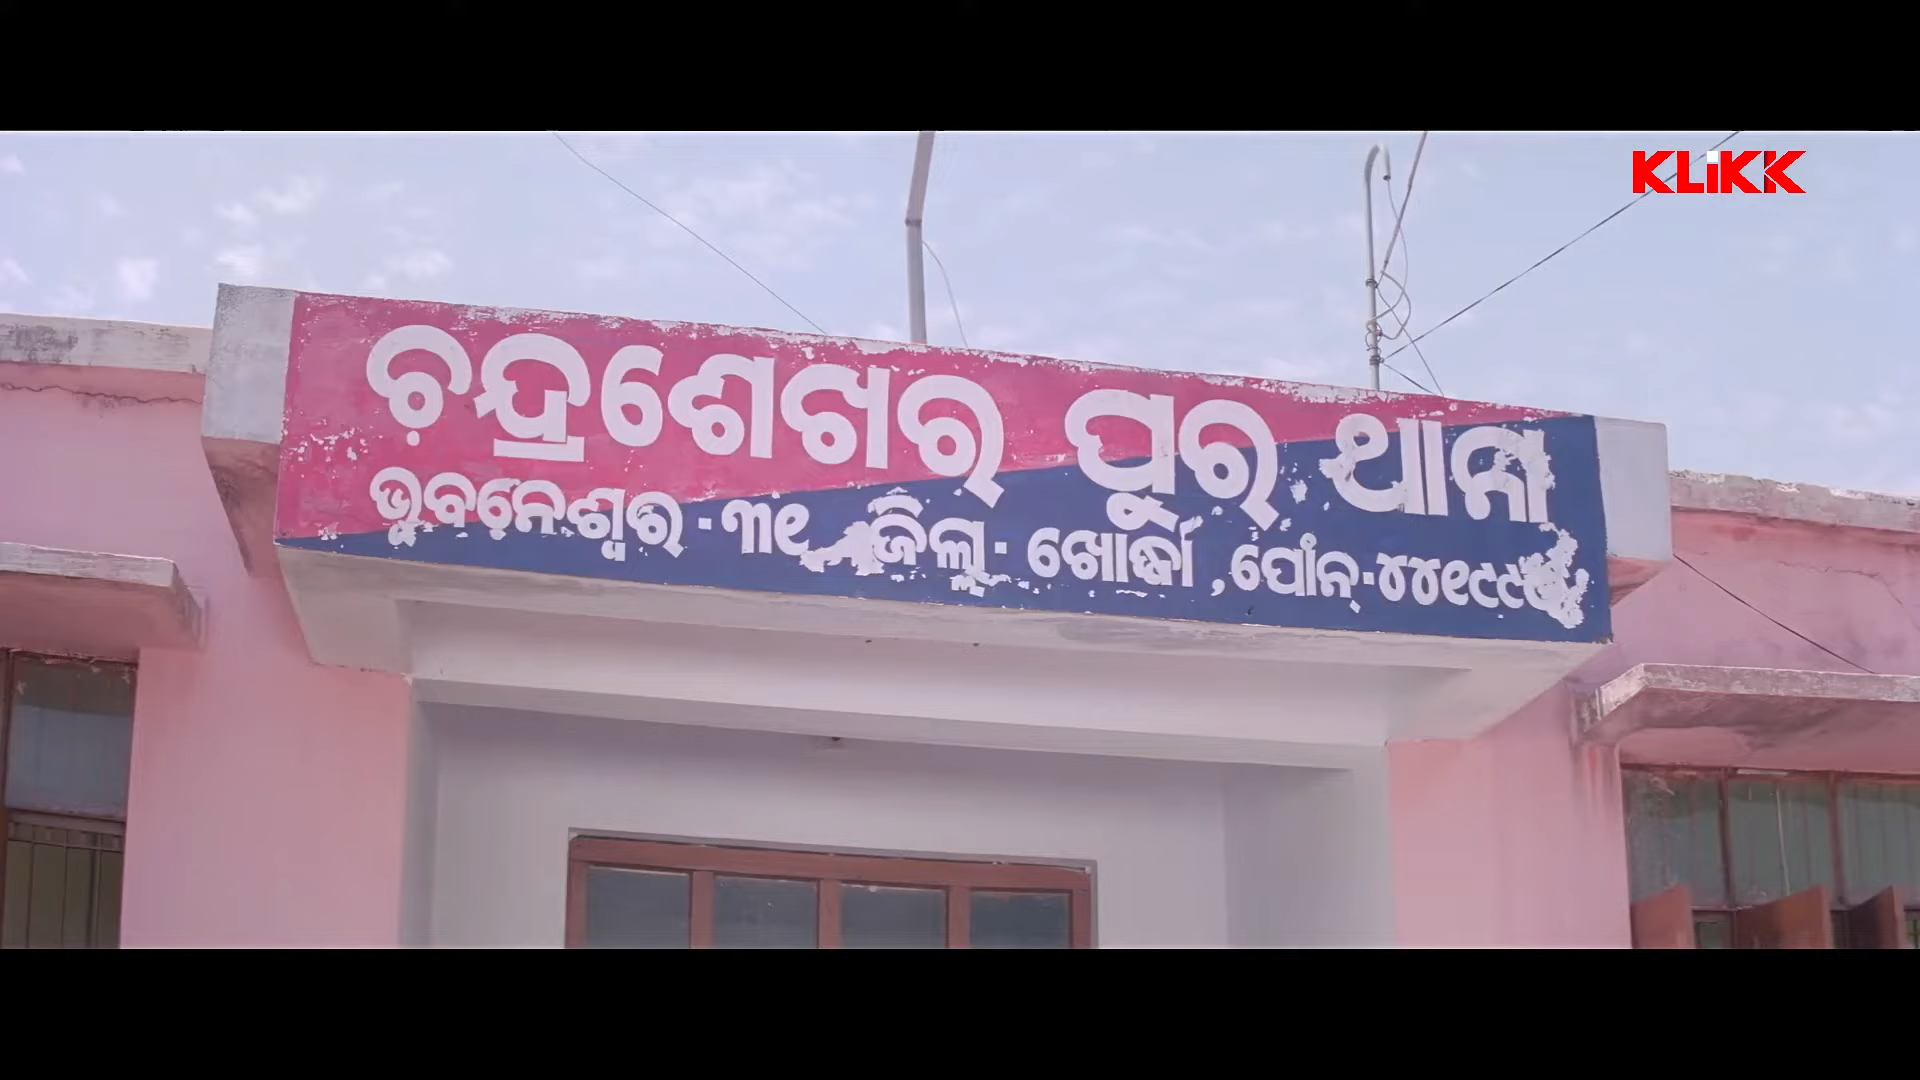 KLiKK
ଚନ୍ଦ୍ରଶେଖର ପୁର ଥାନା
ଭୁବନେଶ୍ୱର - ୩୧ ଜିଲ୍ଲା - ଖୋର୍ଦ୍ଧା , ଫୋନ୍ -